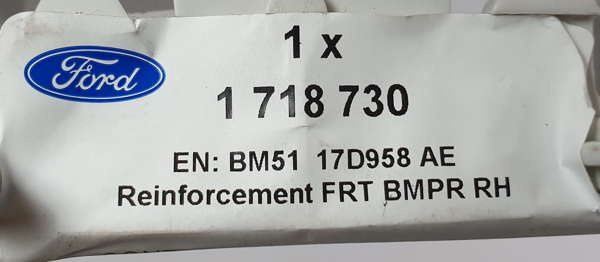 1 x
Ford
1 718 730
EN: BM51 17D958 AE
Reinforcement FRT BMPR RH